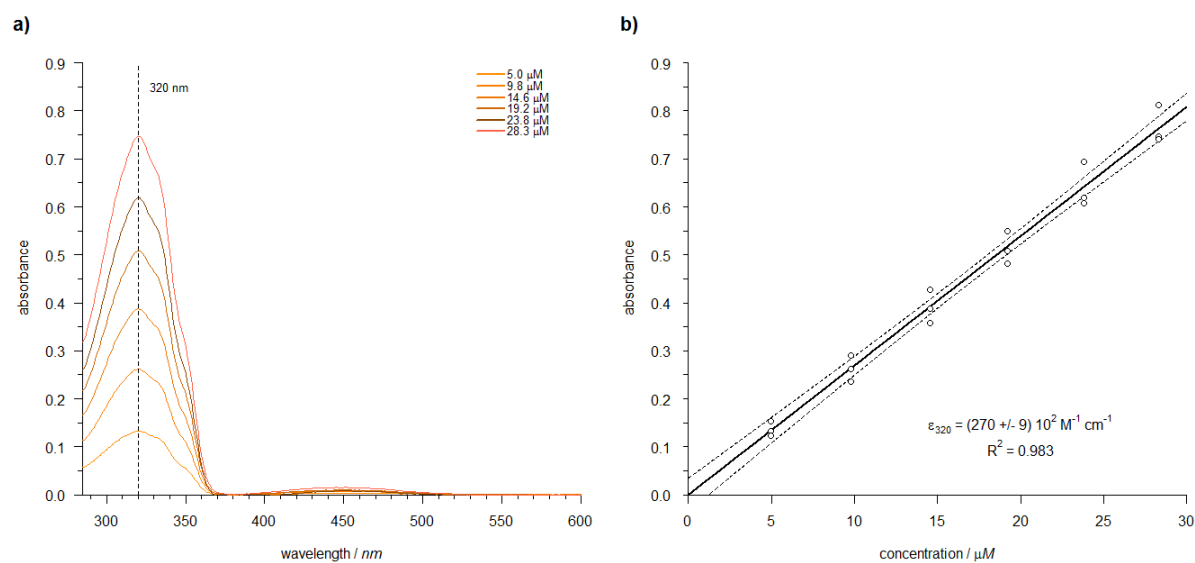 a)
0.9
0.8
0.7
0.6
0.5
0.4
0.3
0.2
0.1
0.0
absorbance
320 nm
5.0 μM
9.8 μM
14.6 μM
19.2 μM
23.8 μM
28.3 μM
300 350 400 450 500 550 600
wavelength / nm
b)
0.9
0.8
0.7
0.6
0.5
0.4
0.3
0.2
0.1
0.0
absorbance
ε320 = (270 +/- 9) 10² M⁻¹ cm⁻¹
R² = 0.983
0 5 10 15 20 25 30
concentration / μM